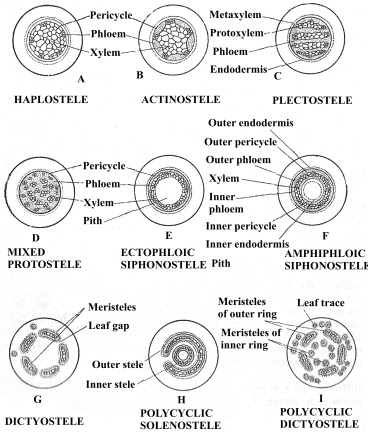 Pericycle
Phloem
Xylem
A
HAPLOSTELE
B
ACTINOSTELE
Metaxylem
Protoxylem
Phloem
Endodermis
C
PLECTOSTELE
Pericycle
Phloem
Xylem
Pith
D
MIXED
PROTOSTELE
E
ECTOPHLOIC
SIPHONOSTELE
Outer endodermis
Outer pericycle
Outer phloem
Xylem
Inner
phloem
Inner pericycle
Inner endodermis
Pith
F
AMPHIPHLOIC
SIPHONOSTELE
Meristeles
Leaf gap
G
DICTYOSTELE
Outer stele
Inner stele
H
POLYCYCLIC
SOLENOSTELE
Meristeles
of outer ring
Meristeles of
inner ring
Leaf trace
I
POLYCYCLIC
DICTYOSTELE